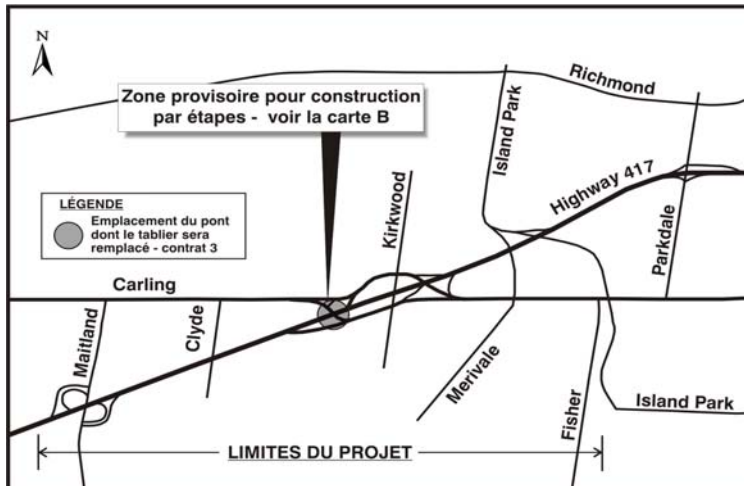 N
Zone provisoire pour construction
par étapes - voir la carte B
Richmond
Island Park
Highway 417
LÉGENDE
Emplacement du pont
dont le tablier sera
remplacé - contrat 3
Kirkwood
Parkdale
Carling
Maitland
Clyde
Merivale
Fisher
Island Park
LIMITES DU PROJET